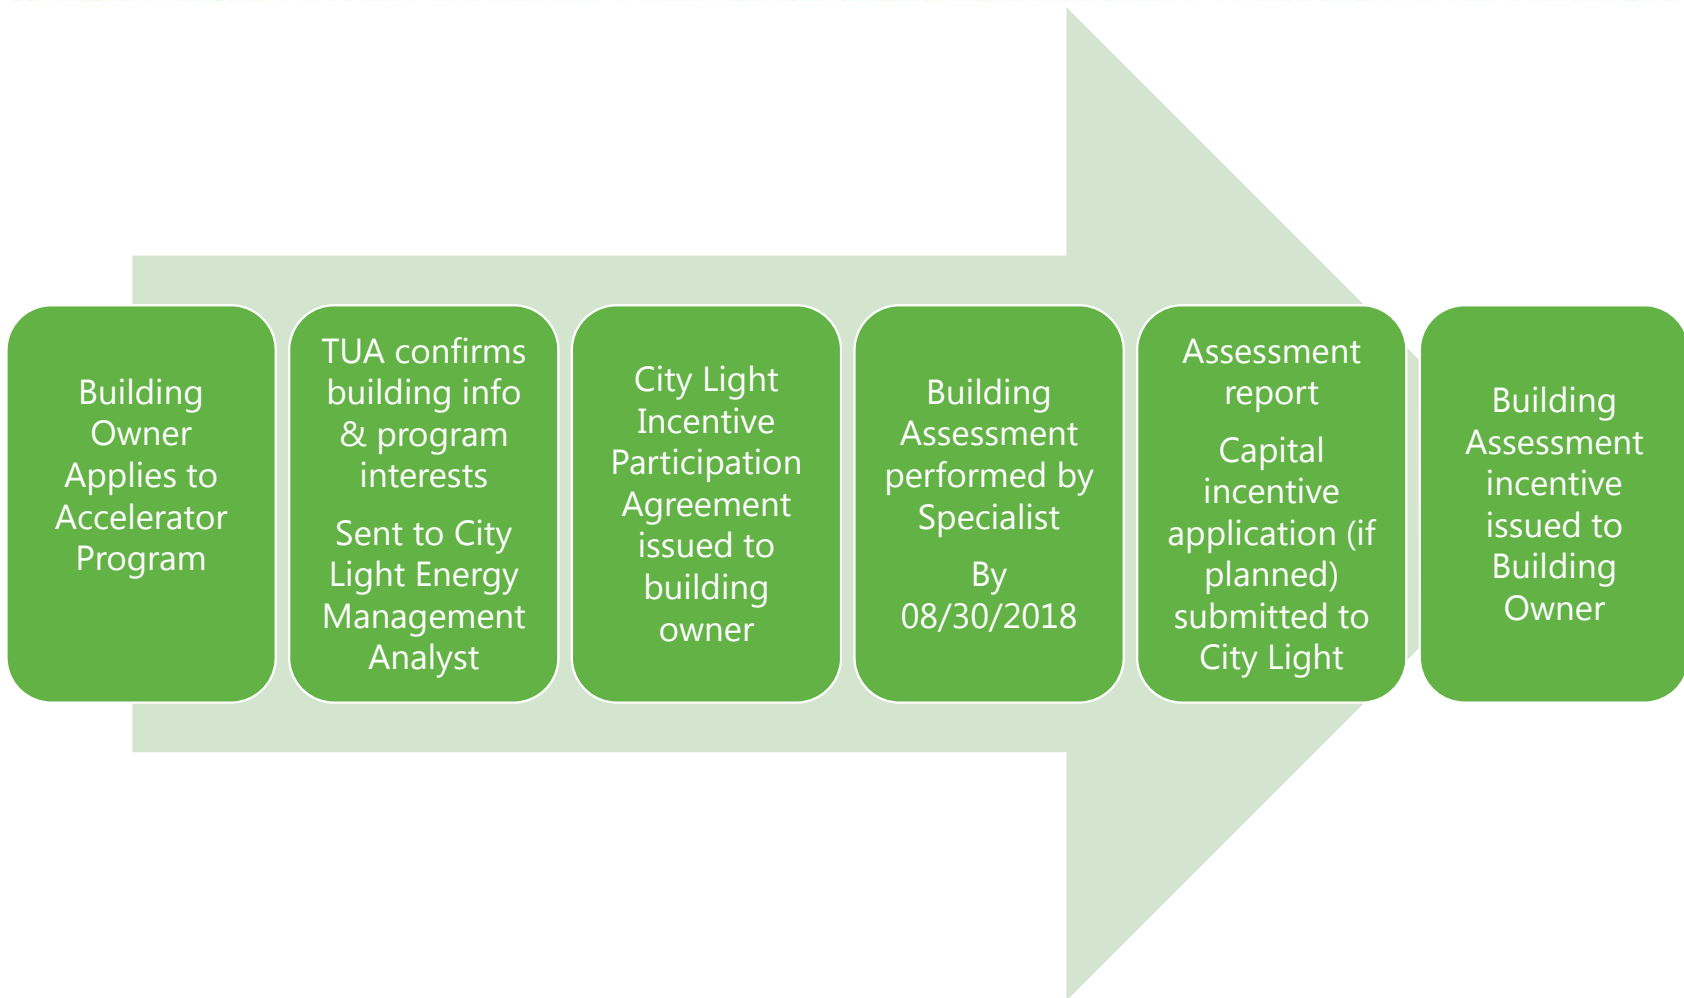 Building
Owner
Applies to
Accelerator
Program
TUA confirms
building info
& program
interests
Sent to City
Light Energy
Management
Analyst
City Light
Incentive
Participation
Agreement
issued to
building
owner
Building
Assessment
performed by
Specialist
By
08/30/2018
Assessment
report
Capital
incentive
application (if
planned)
submitted to
City Light
Building
Assessment
incentive
issued to
Building
Owner